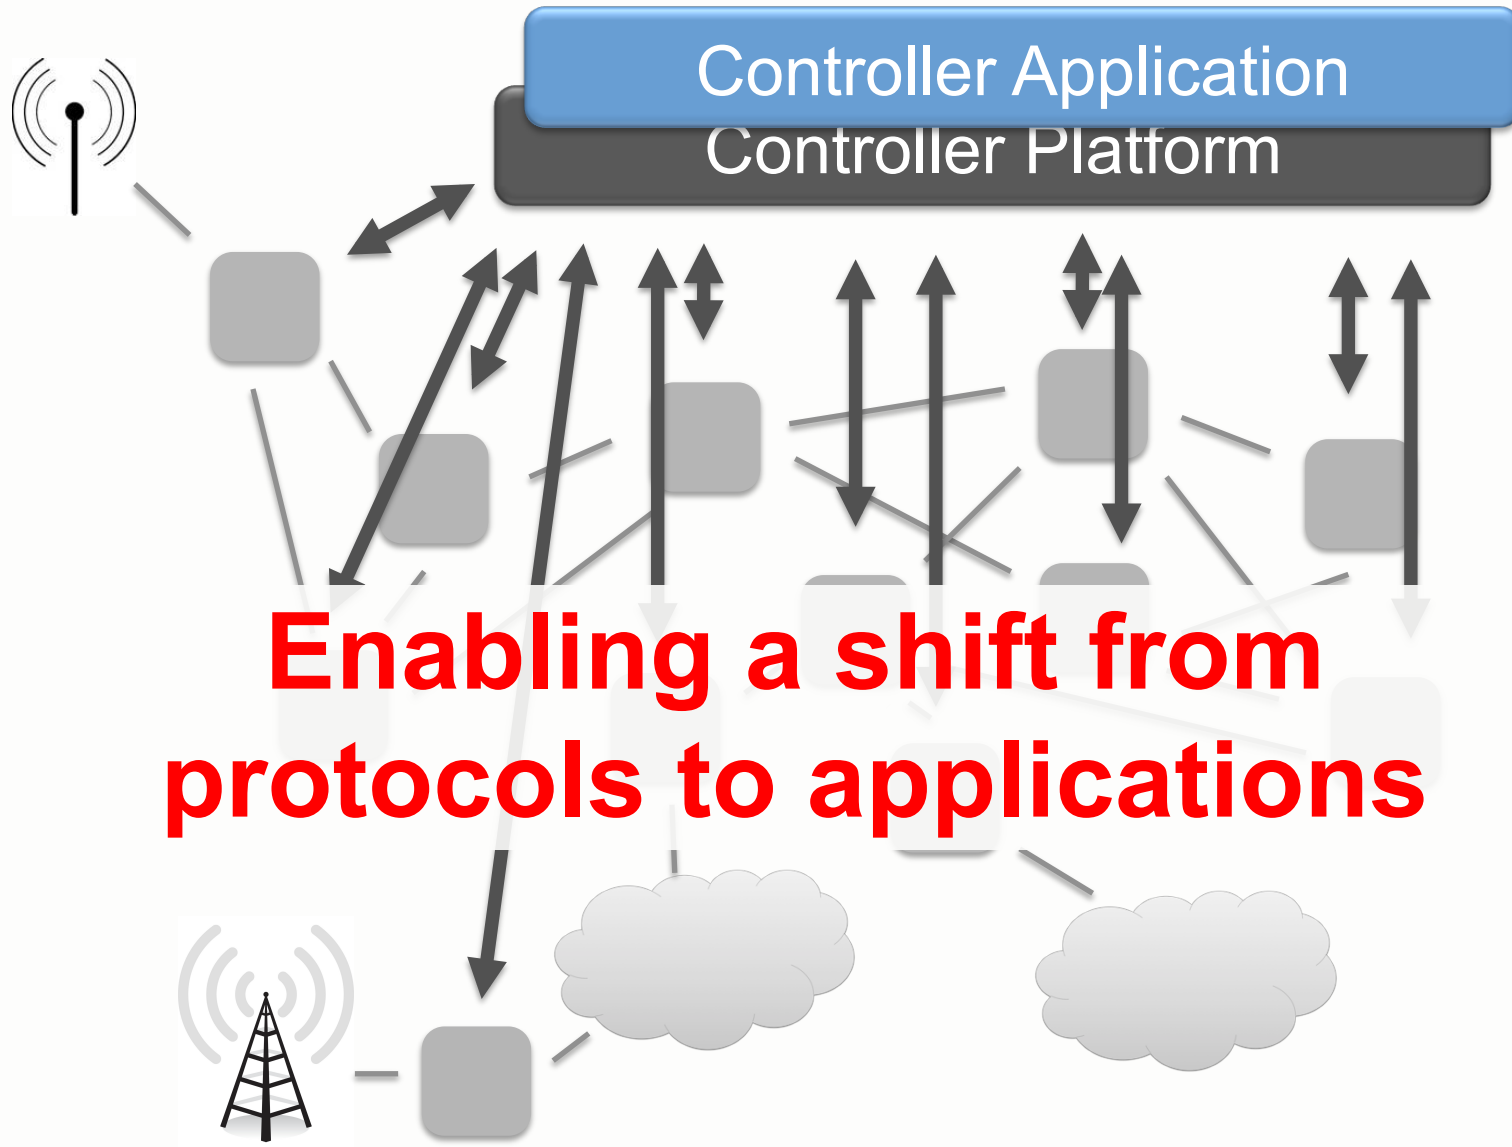 Controller Application
Controller Platform
Enabling a shift from
protocols to applications